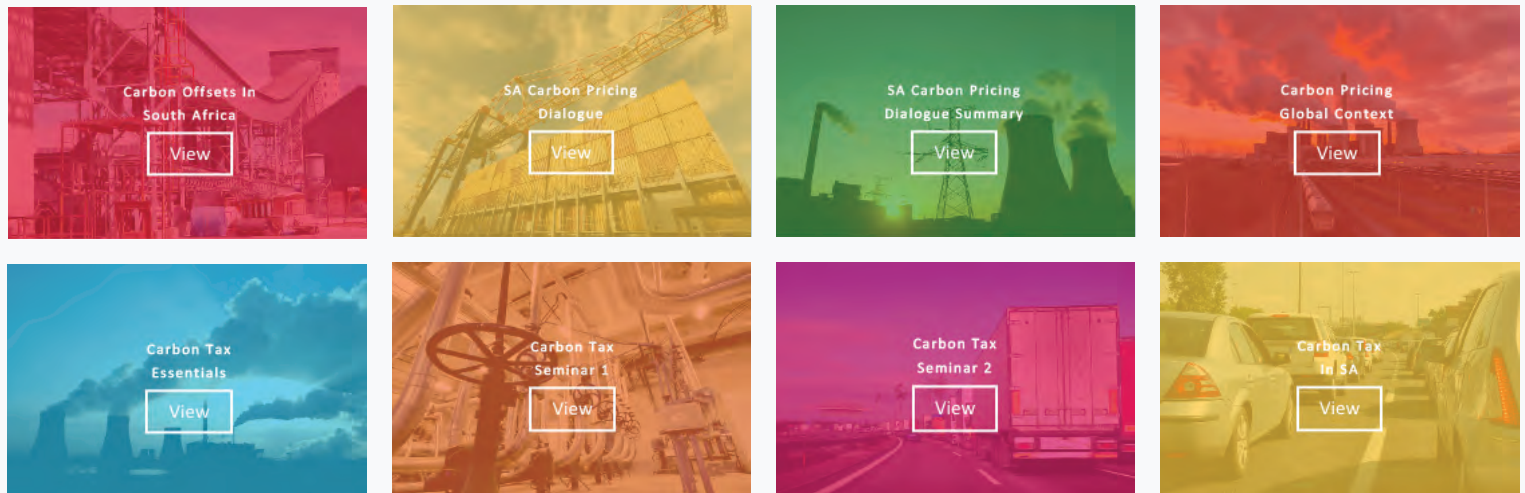 Carbon Offsets In
South Africa
View
SA Carbon Pricing
Dialogue
View
SA Carbon Pricing
Dialogue Summary
View
Carbon Pricing
Global Context
View
Carbon Tax
Essentials
View
Carbon Tax
Seminar 1
View
Carbon Tax
Seminar 2
View
Carbon Tax
In SA
View